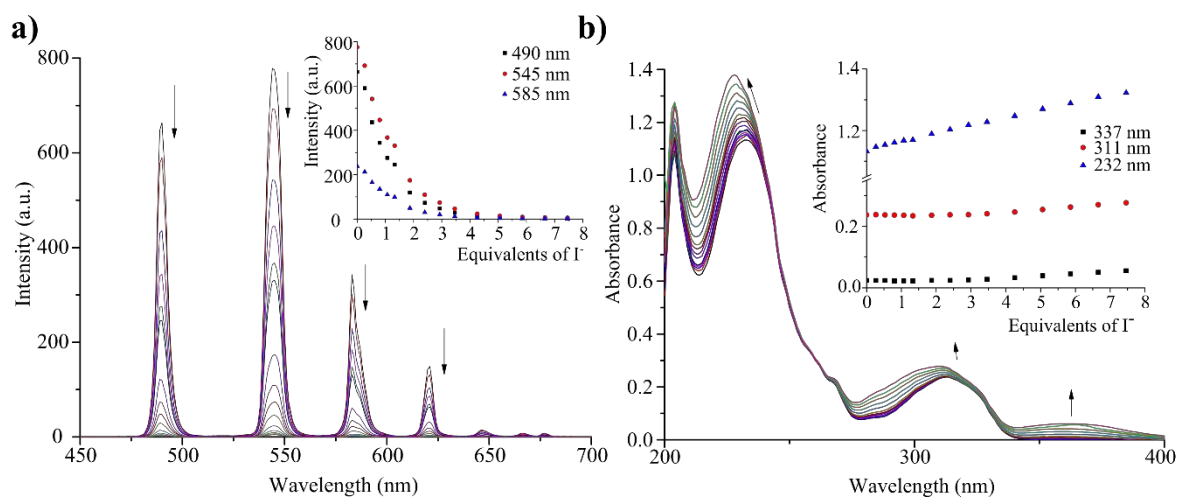 a)
800
600
400
200
0
Intensity (a.u.)
450 500 550 600 650 700
Wavelength (nm)
800
600
400
200
0
Intensity (a.u.)
490 nm
545 nm
585 nm
0 1 2 3 4 5 6 7 8
Equivalents of I⁻
b)
1.4
1.2
1.0
0.8
0.6
0.4
0.2
0.0
Absorbance
200 300 400
Wavelength (nm)
1.4
1.2
0.2
0.0
Absorbance
337 nm
311 nm
232 nm
0 1 2 3 4 5 6 7 8
Equivalents of I⁻